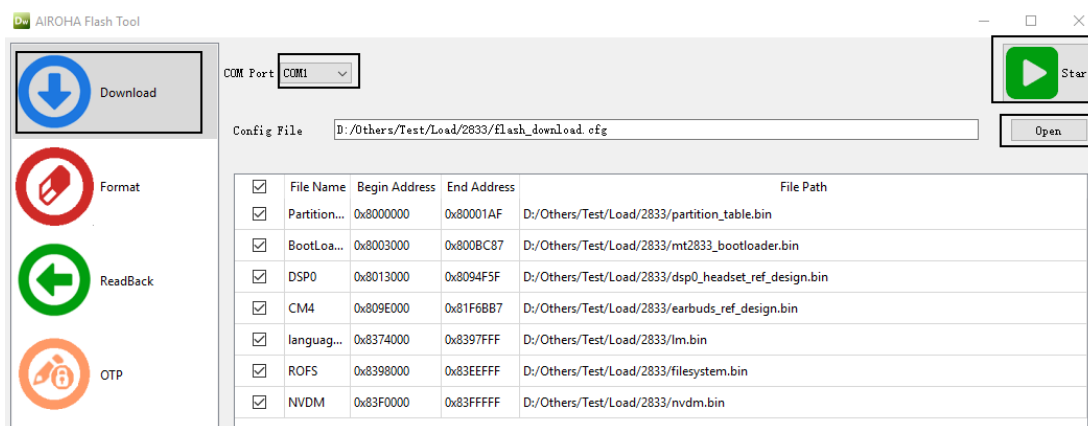 Dw AIROHA Flash Tool
Download
COM Port COM1
Star
Config File D:/Others/Test/Load/2833/flash_download.cfg Open
Format
ReadBack
OTP
File Name Begin Address End Address File Path
Partition... 0x8000000 0x80001AF D:/Others/Test/Load/2833/partition_table.bin
BootLoa... 0x8003000 0x800BC87 D:/Others/Test/Load/2833/mt2833_bootloader.bin
DSP0 0x8013000 0x8094F5F D:/Others/Test/Load/2833/dsp0_headset_ref_design.bin
CM4 0x809E000 0x81F6BB7 D:/Others/Test/Load/2833/earbuds_ref_design.bin
languag... 0x8374000 0x8397FFF D:/Others/Test/Load/2833/lm.bin
ROFS 0x8398000 0x83EEFFF D:/Others/Test/Load/2833/filesystem.bin
NVDM 0x83F0000 0x83FFFFF D:/Others/Test/Load/2833/nvdm.bin